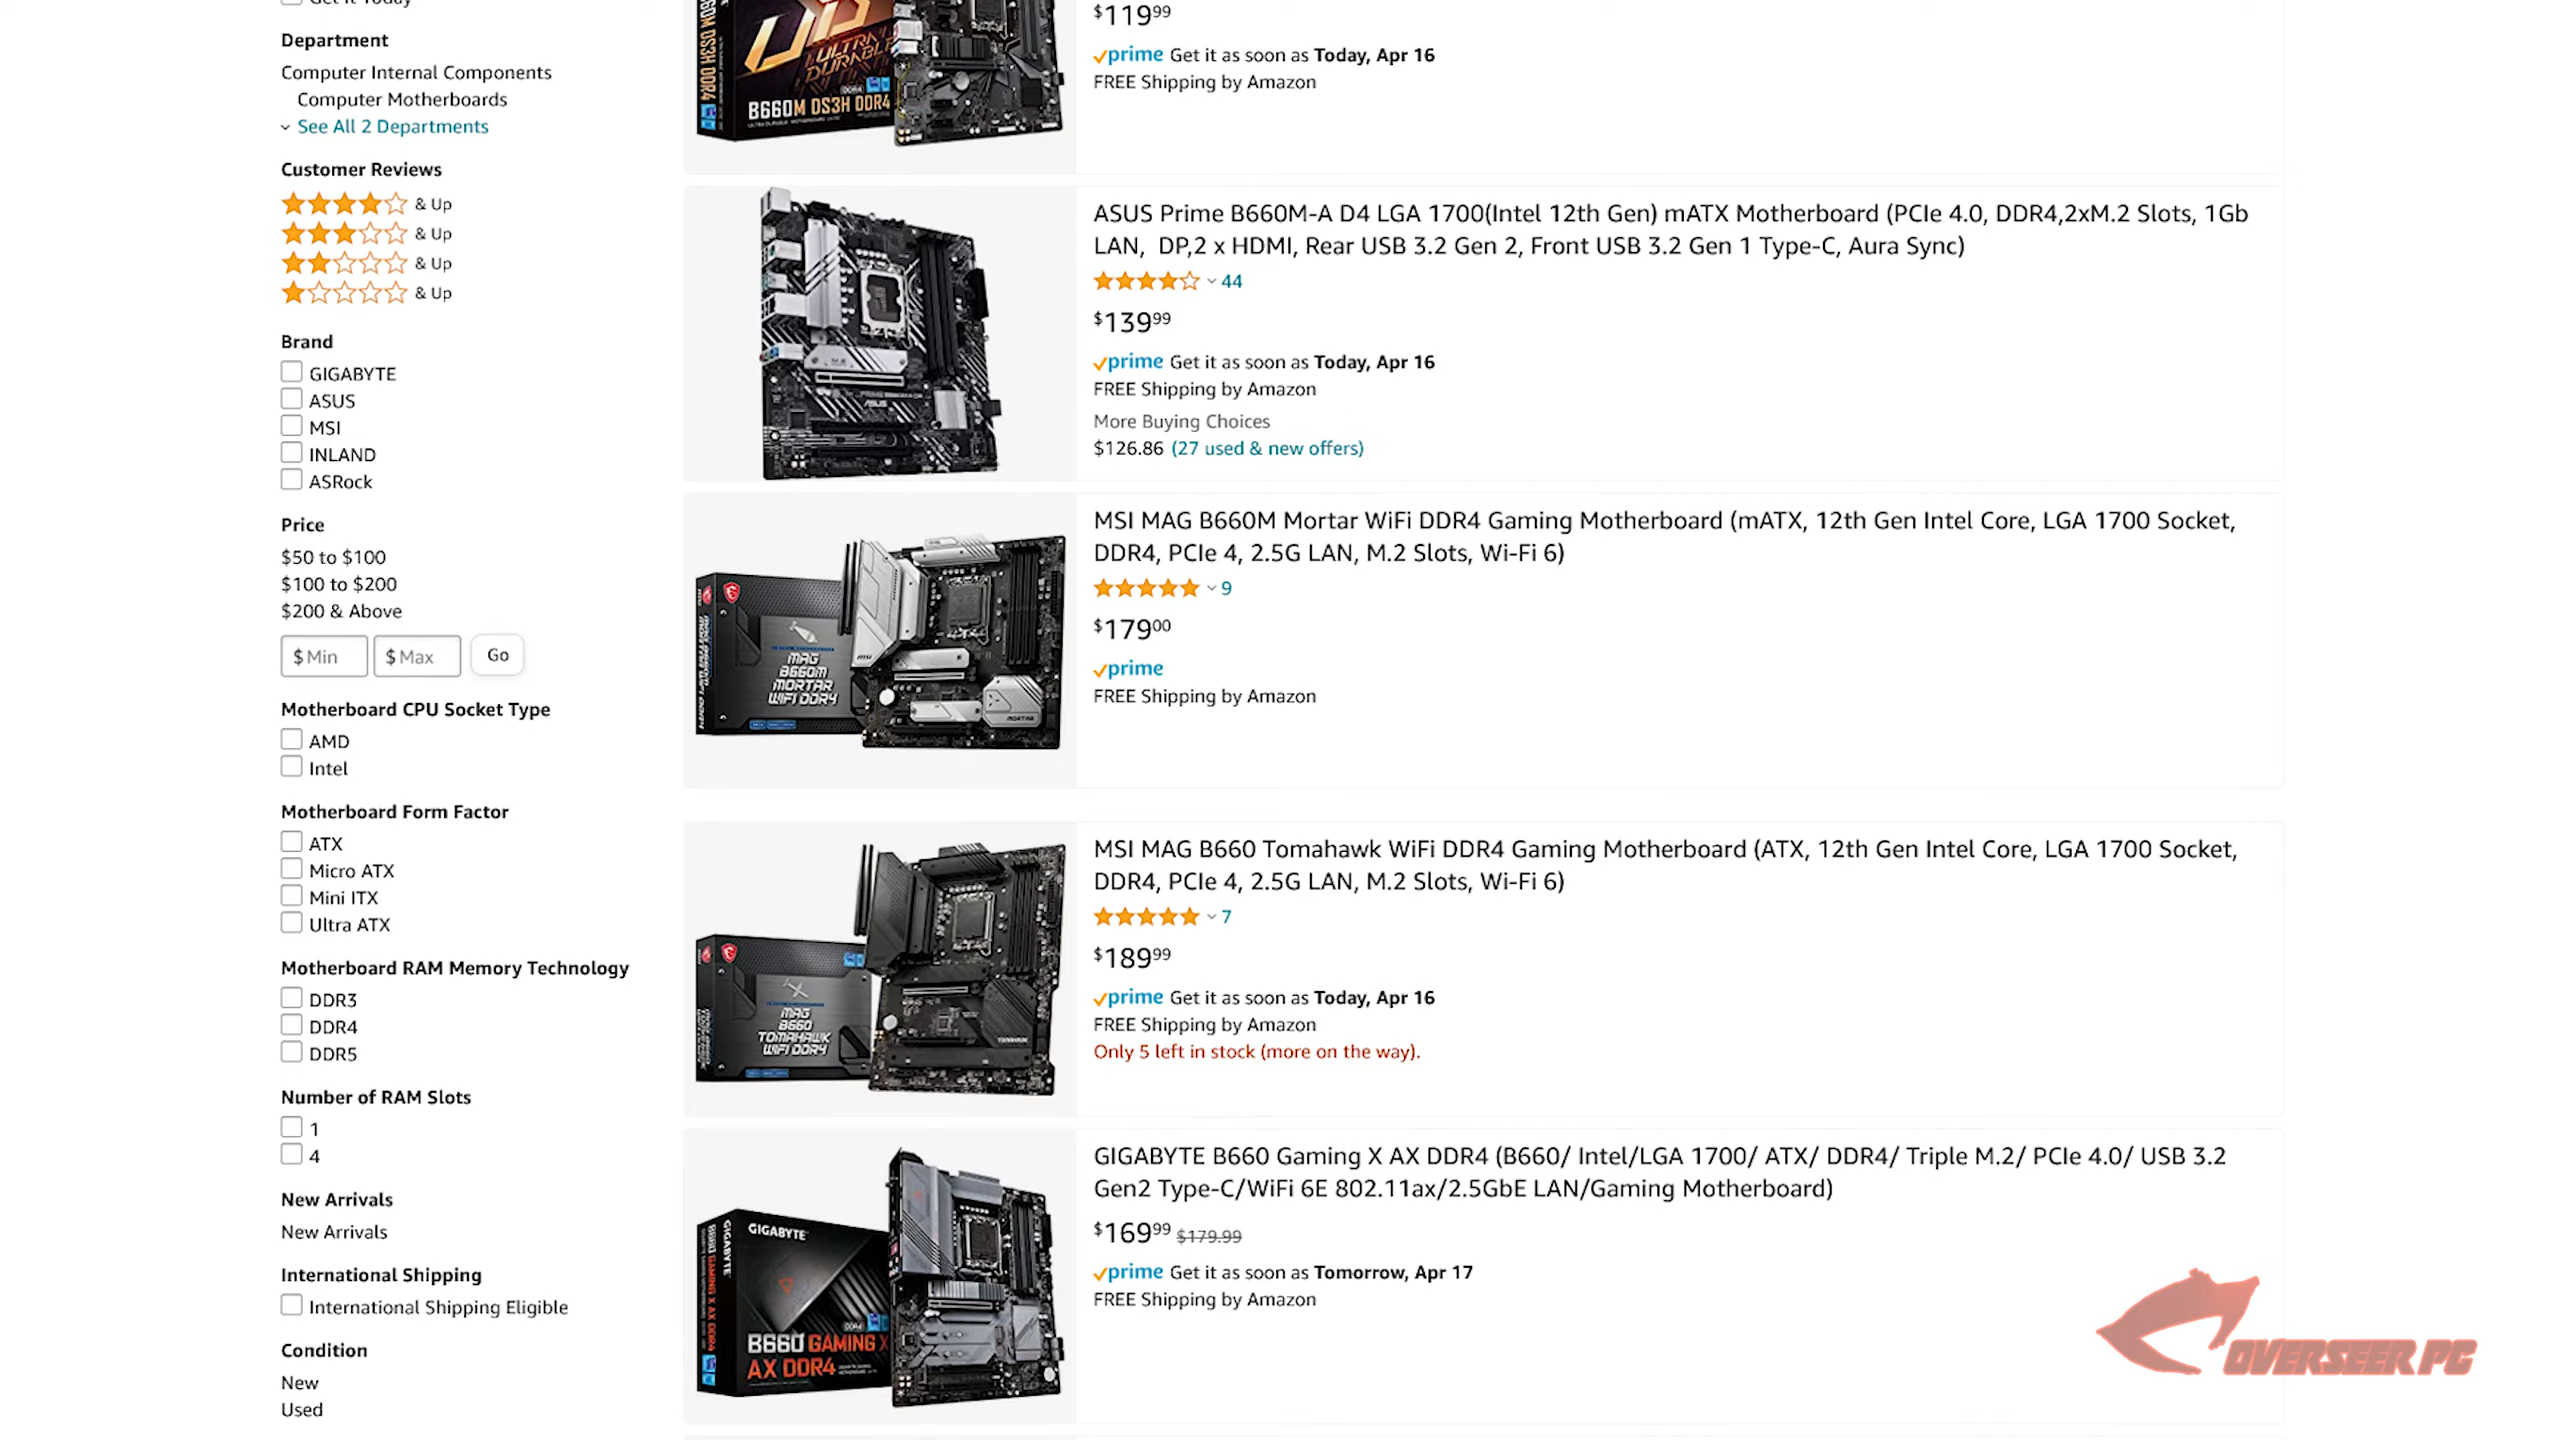 Get It Today
Department
Computer Internal Components
Computer Motherboards
See All 2 Departments
Customer Reviews
& Up
& Up
& Up
& Up
Brand
GIGABYTE
ASUS
MSI
INLAND
ASRock
Price
$50 to $100
$100 to $200
$200 & Above
$ Min $ Max Go
Motherboard CPU Socket Type
AMD
Intel
Motherboard Form Factor
ATX
Micro ATX
Mini ITX
Ultra ATX
Motherboard RAM Memory Technology
DDR3
DDR4
DDR5
Number of RAM Slots
1
4
New Arrivals
New Arrivals
International Shipping
International Shipping Eligible
Condition
New
Used
ULTRA
DURABLE
B660M DS3H DDR4
$119.99
prime Get it as soon as Today, Apr 16
FREE Shipping by Amazon
ASUS Prime B660M-A D4 LGA 1700(Intel 12th Gen) mATX Motherboard (PCIe 4.0, DDR4,2xM.2 Slots, 1Gb
LAN, DP,2 x HDMI, Rear USB 3.2 Gen 2, Front USB 3.2 Gen 1 Type-C, Aura Sync)
44
$139.99
prime Get it as soon as Today, Apr 16
FREE Shipping by Amazon
More Buying Choices
$126.86 (27 used & new offers)
MAG
B660M
MORTAR
WIFI DDR4
MSI MAG B660M Mortar WiFi DDR4 Gaming Motherboard (mATX, 12th Gen Intel Core, LGA 1700 Socket,
DDR4, PCIe 4, 2.5G LAN, M.2 Slots, Wi-Fi 6)
9
$179.00
prime
FREE Shipping by Amazon
MAG
B660
TOMAHAWK
WIFI DDR4
MSI MAG B660 Tomahawk WiFi DDR4 Gaming Motherboard (ATX, 12th Gen Intel Core, LGA 1700 Socket,
DDR4, PCIe 4, 2.5G LAN, M.2 Slots, Wi-Fi 6)
7
$189.99
prime Get it as soon as Today, Apr 16
FREE Shipping by Amazon
Only 5 left in stock (more on the way).
GIGABYTE
B660 GAMING X
AX DDR4
GIGABYTE B660 Gaming X AX DDR4 (B660/ Intel/LGA 1700/ ATX/ DDR4/ Triple M.2/ PCIe 4.0/ USB 3.2
Gen2 Type-C/WiFi 6E 802.11ax/2.5GbE LAN/Gaming Motherboard)
$169.99 $179.99
prime Get it as soon as Tomorrow, Apr 17
FREE Shipping by Amazon
OVERSEER PC